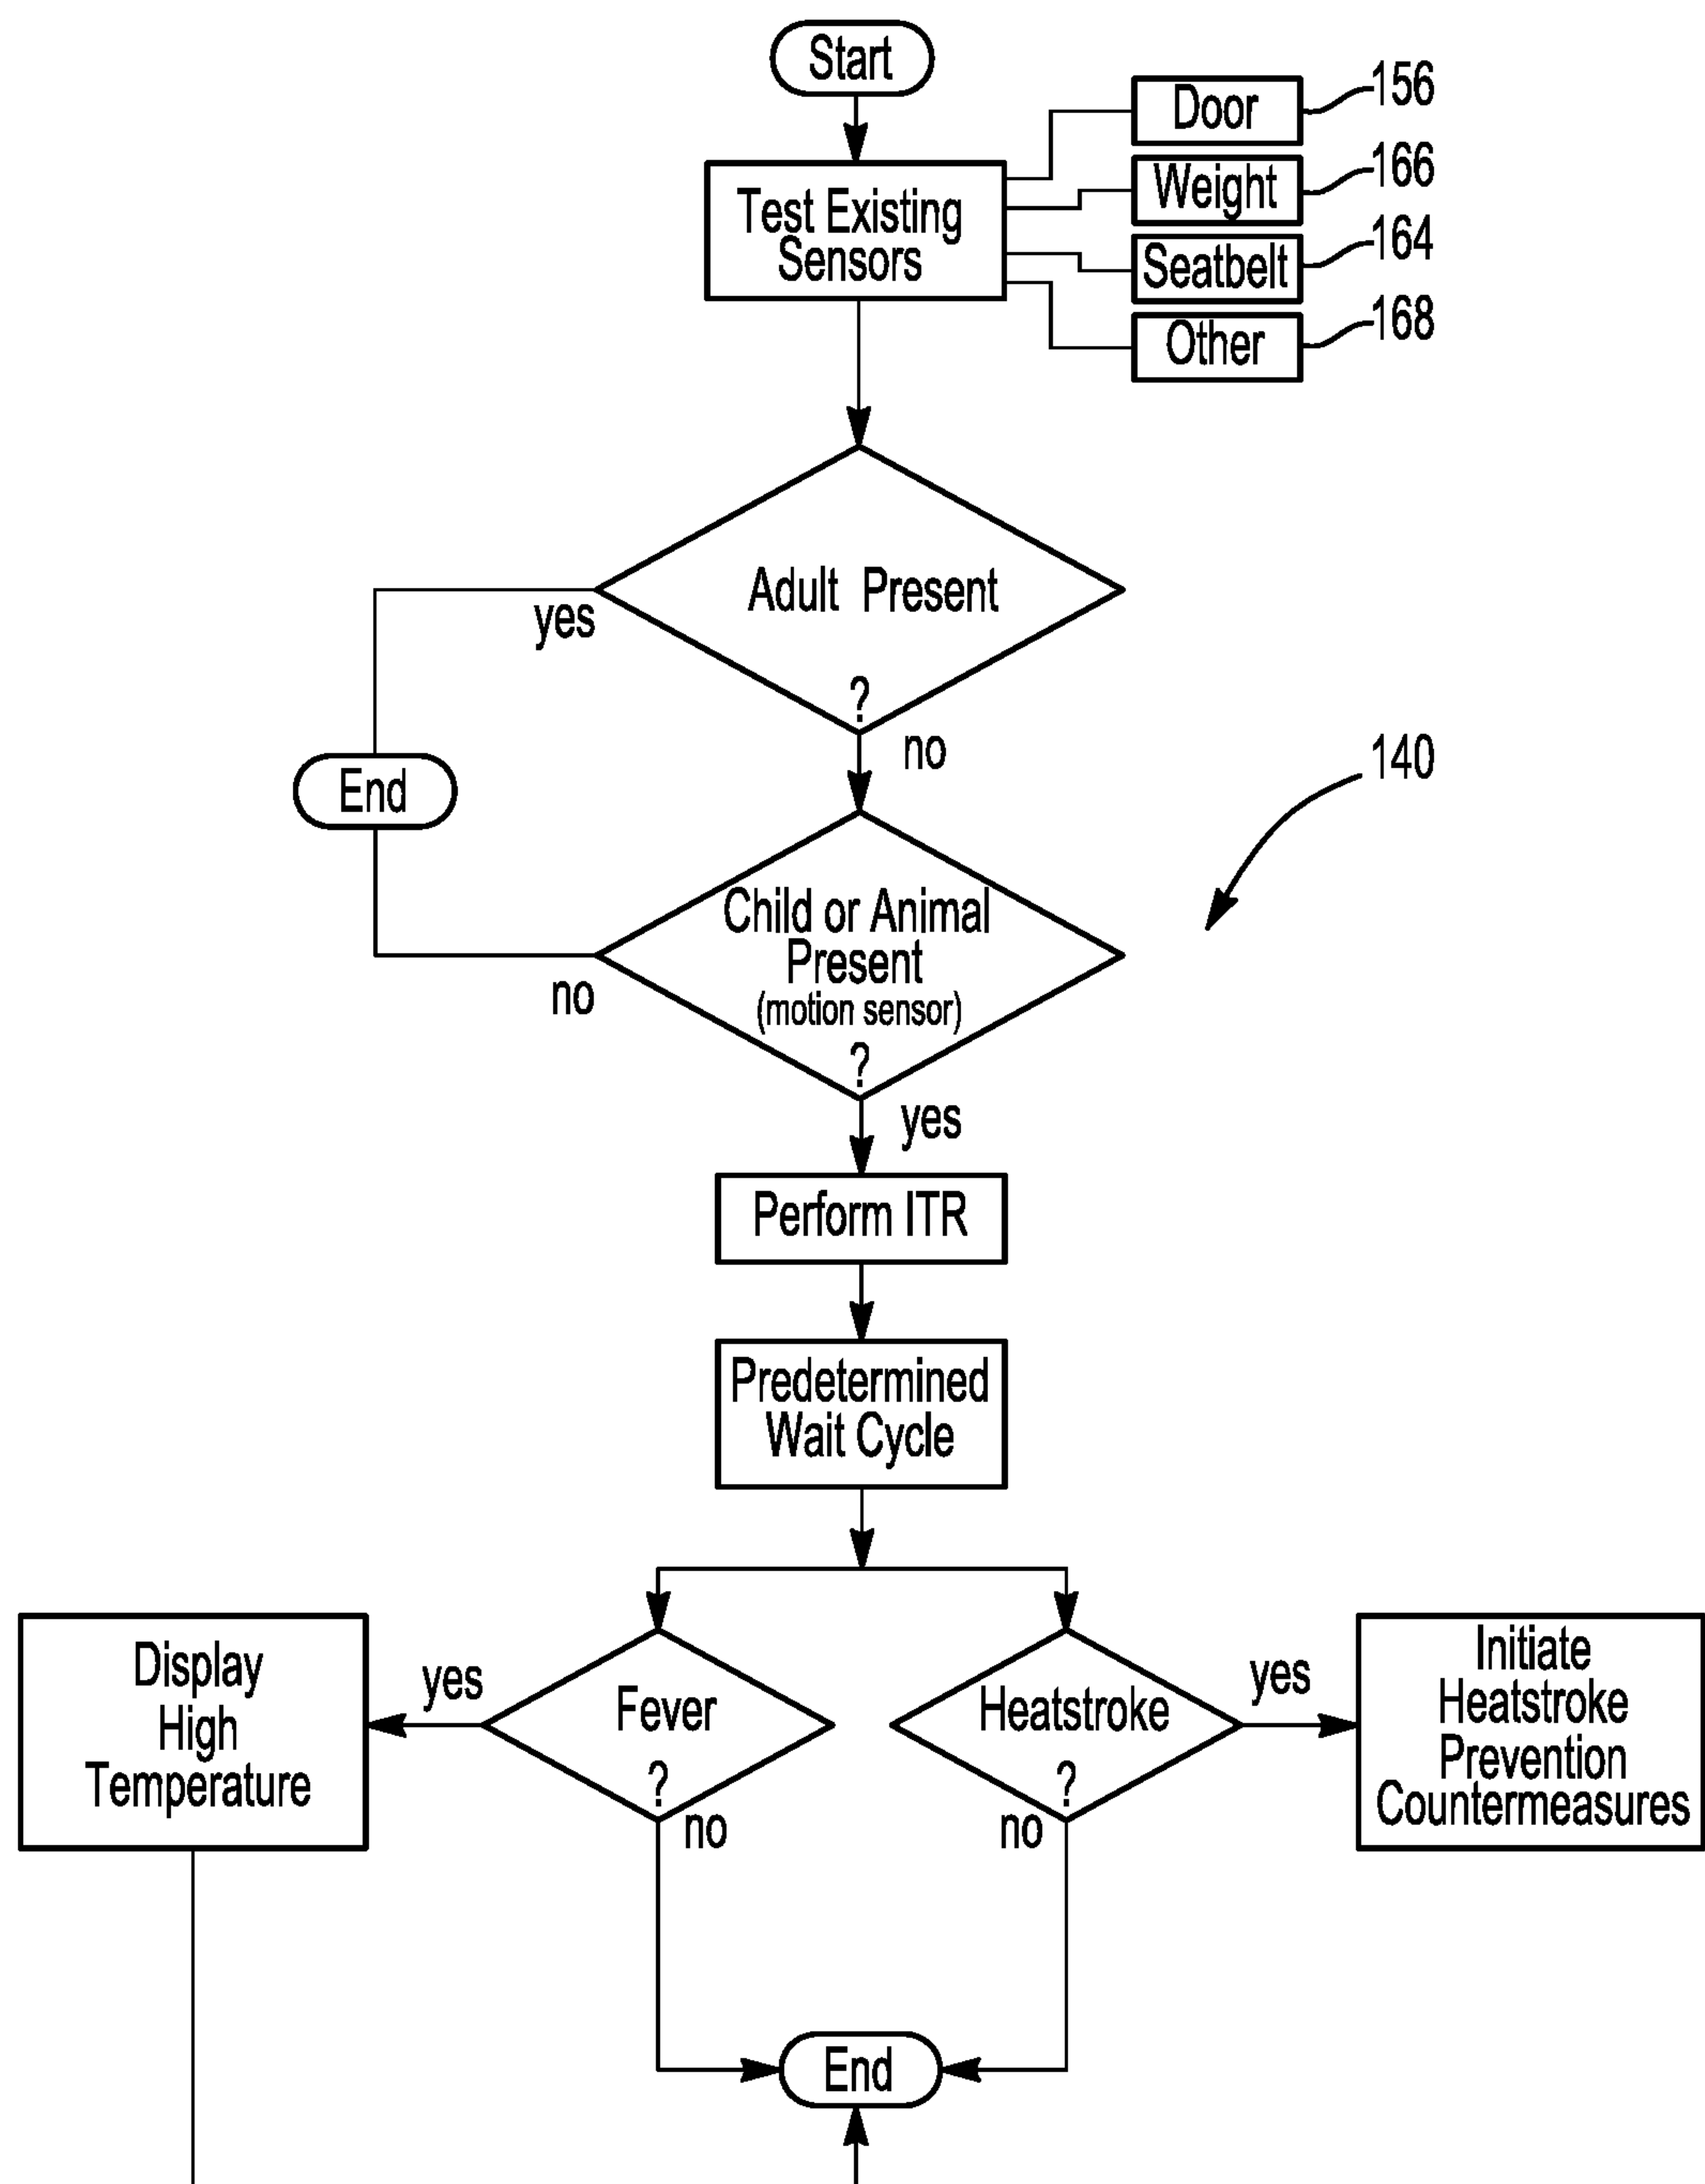 Start
Door
156
Weight
166
Test Existing
Sensors
Seatbelt
164
Other
168
Adult Present
?
yes
no
End
140
Child or Animal
Present
(motion sensor)
?
no
yes
Perform ITR
Predetermined
Wait Cycle
Display
High
Temperature
yes
Fever
?
no
Heatstroke
?
no
yes
Initiate
Heatstroke
Prevention
Countermeasures
End